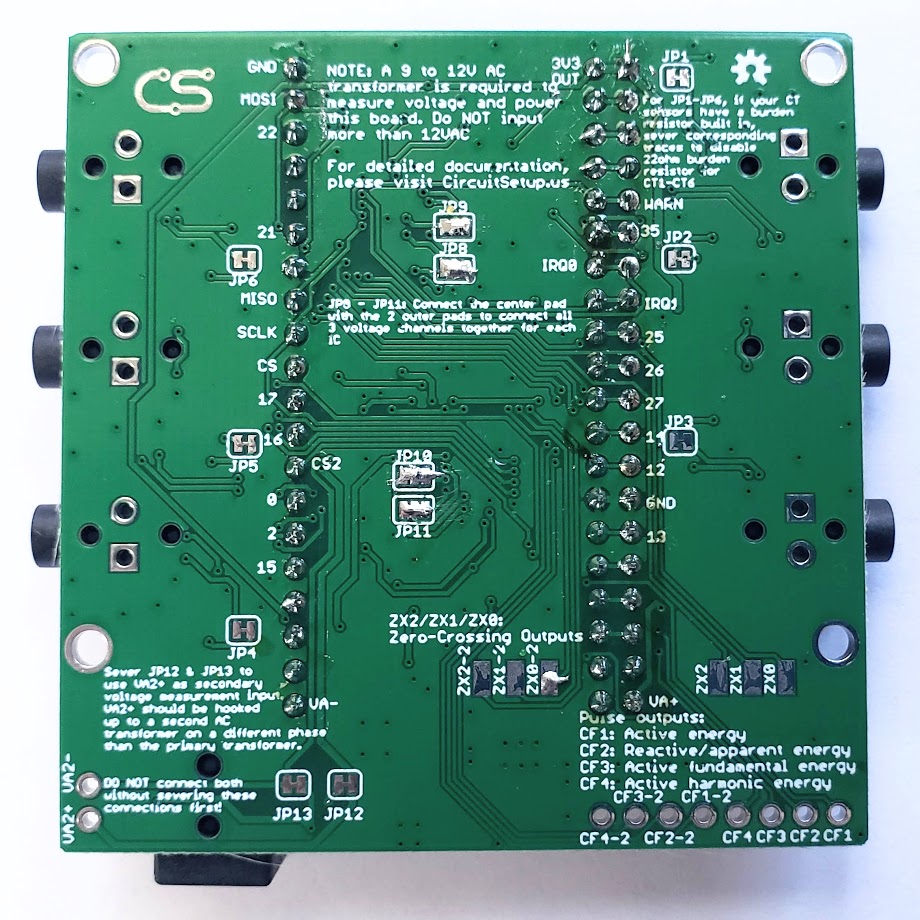 CS
GND
MOSI
22
21
JP6
MISO
SCLK
CS
17
16
JP5
CS2
0
2
15
JP4
VA-
NOTE: A 9 to 12V AC
transformer is required to
measure voltage and power
this board. Do NOT input
more than 12VAC
For detailed documentation,
please visit CircuitSetup.us
JP9
JP8
JP8 - JP11: Connect the center pad
with the 2 outer pads to connect all
3 voltage channels together for each
IC
JP10
JP11
3V3
OUT
JP1
For JP1-JP6, if your CT
sensors have a burden
resistor built in,
sever corresponding
traces to disable
22ohm burden
resistor for
CT1-CT6
WARN
35
JP2
IRQ0
IRQ1
25
26
27
JP3
14
12
GND
13
ZX2/ZX1/ZX0:
Zero-Crossing Outputs
ZX2-2
ZX1-2
ZX0-2
ZX2
ZX1
ZX0
VA+
Sever JP12 & JP13 to
use VA2+ as secondary
voltage measurement input.
VA2+ should be hooked
up to a second AC
transformer on a different phase
than the primary transformer.
DO NOT connect both
without severing these
connections first!
VA2-
VA2+
JP13 JP12
Pulse outputs:
CF1: Active energy
CF2: Reactive/apparent energy
CF3: Active fundamental energy
CF4: Active harmonic energy
CF3-2 CF1-2
CF4-2 CF2-2 CF4 CF3 CF2 CF1